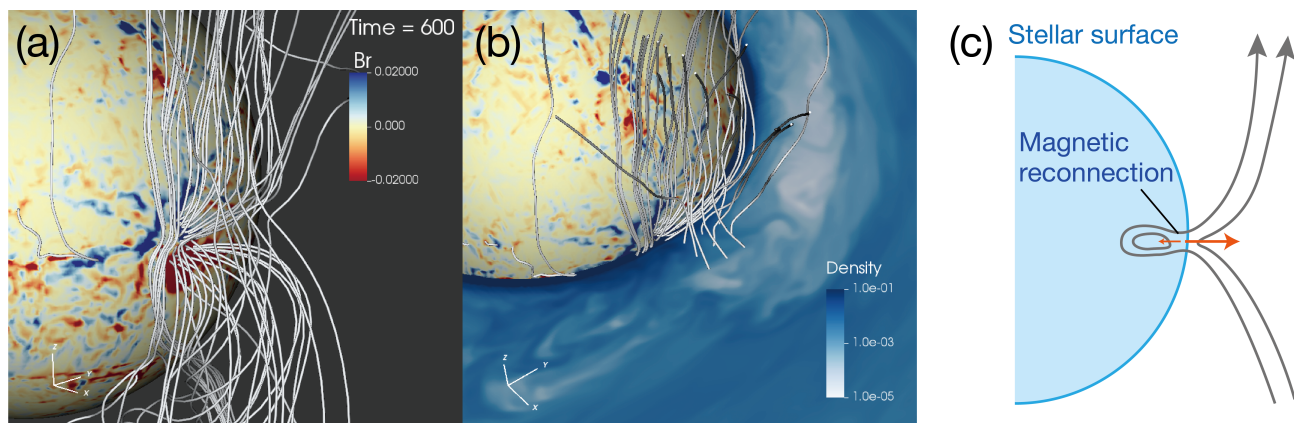 (a)
Time = 600
Br
0.02000
0.000
-0.02000
z
Y
X
(b)
Density
1.0e-01
1.0e-03
1.0e-05
z
Y
X
(c)
Stellar surface
Magnetic
reconnection